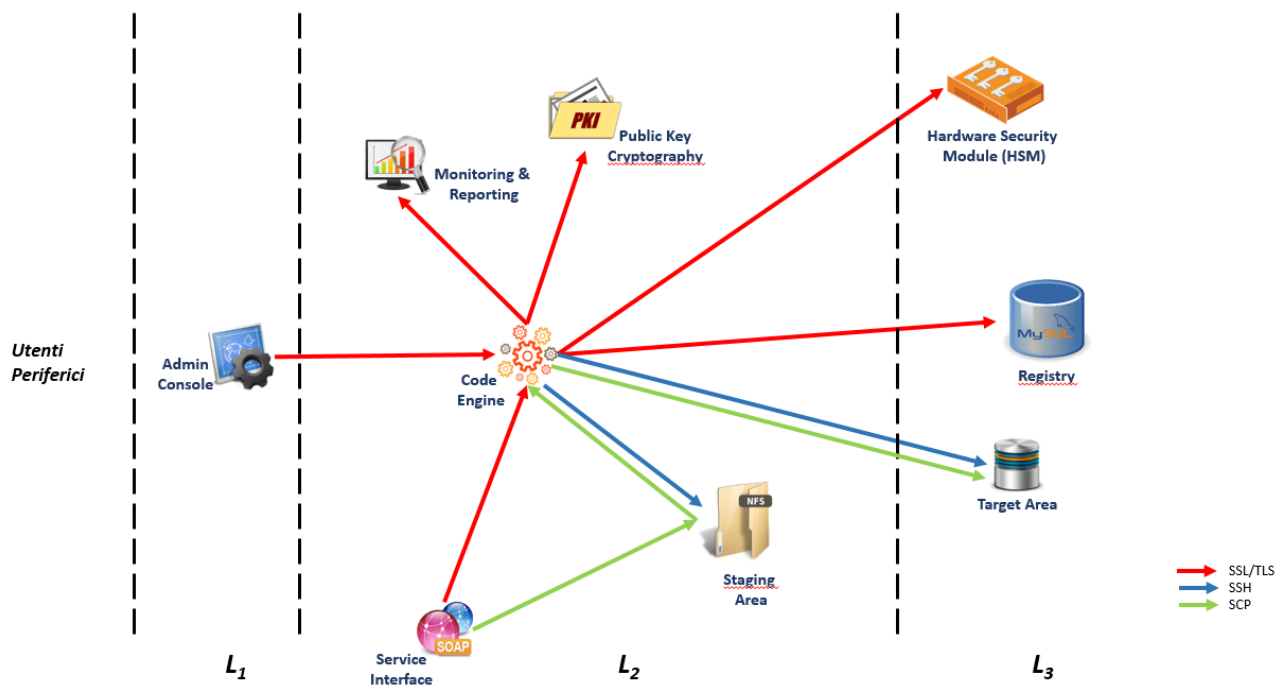 PKI
Public Key
Cryptography
Hardware Security
Module (HSM)
Monitoring &
Reporting
MySQL
Utenti
Periferici
Admin
Console
Code
Engine
Registry
NFS
Target Area
Staging
Area
SSL/TLS
SSH
SCP
SOAP
Service
Interface
L1
L2
L3